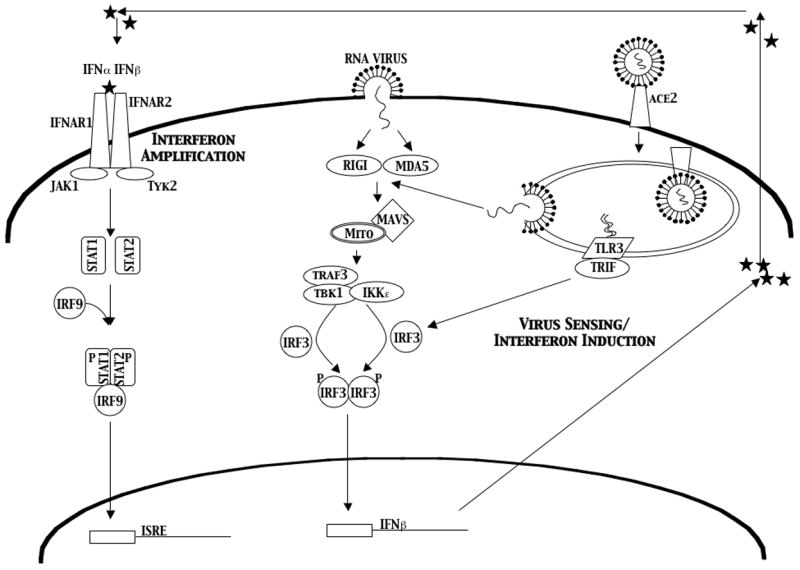 IFNα IFNβ
IFNAR1
IFNAR2
INTERFERON
AMPLIFICATION
JAK1
TYK2
STAT1
STAT2
IRF9
P
STAT1
STAT2
P
IRF9
ISRE
RNA VIRUS
RIGI
MDA5
MAVS
MITO
TRAF3
TBK1
IKKε
IRF3
IRF3
P
P
IRF3
IRF3
IFNβ
ACE2
TLR3
TRIF
VIRUS SENSING/
INTERFERON INDUCTION